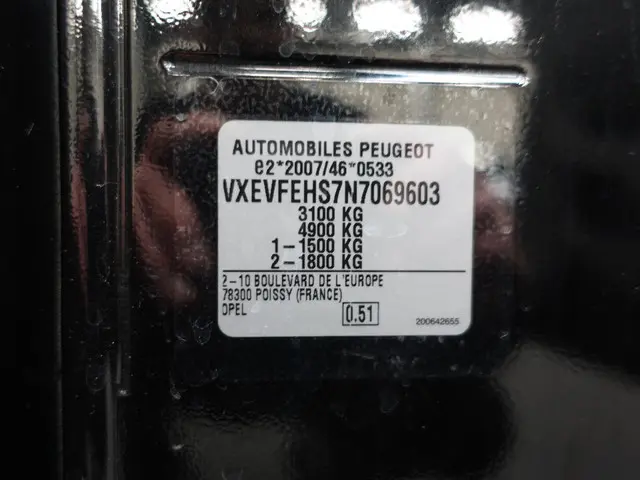 AUTOMOBILES PEUGEOT
e2*2007/46*0533
VXEVFEHS7N7069603
3100 KG
4900 KG
1-1500 KG
2-1800 KG
2-10 BOULEVARD DE L'EUROPE
78300 POISSY (FRANCE)
OPEL 0.51 200642655